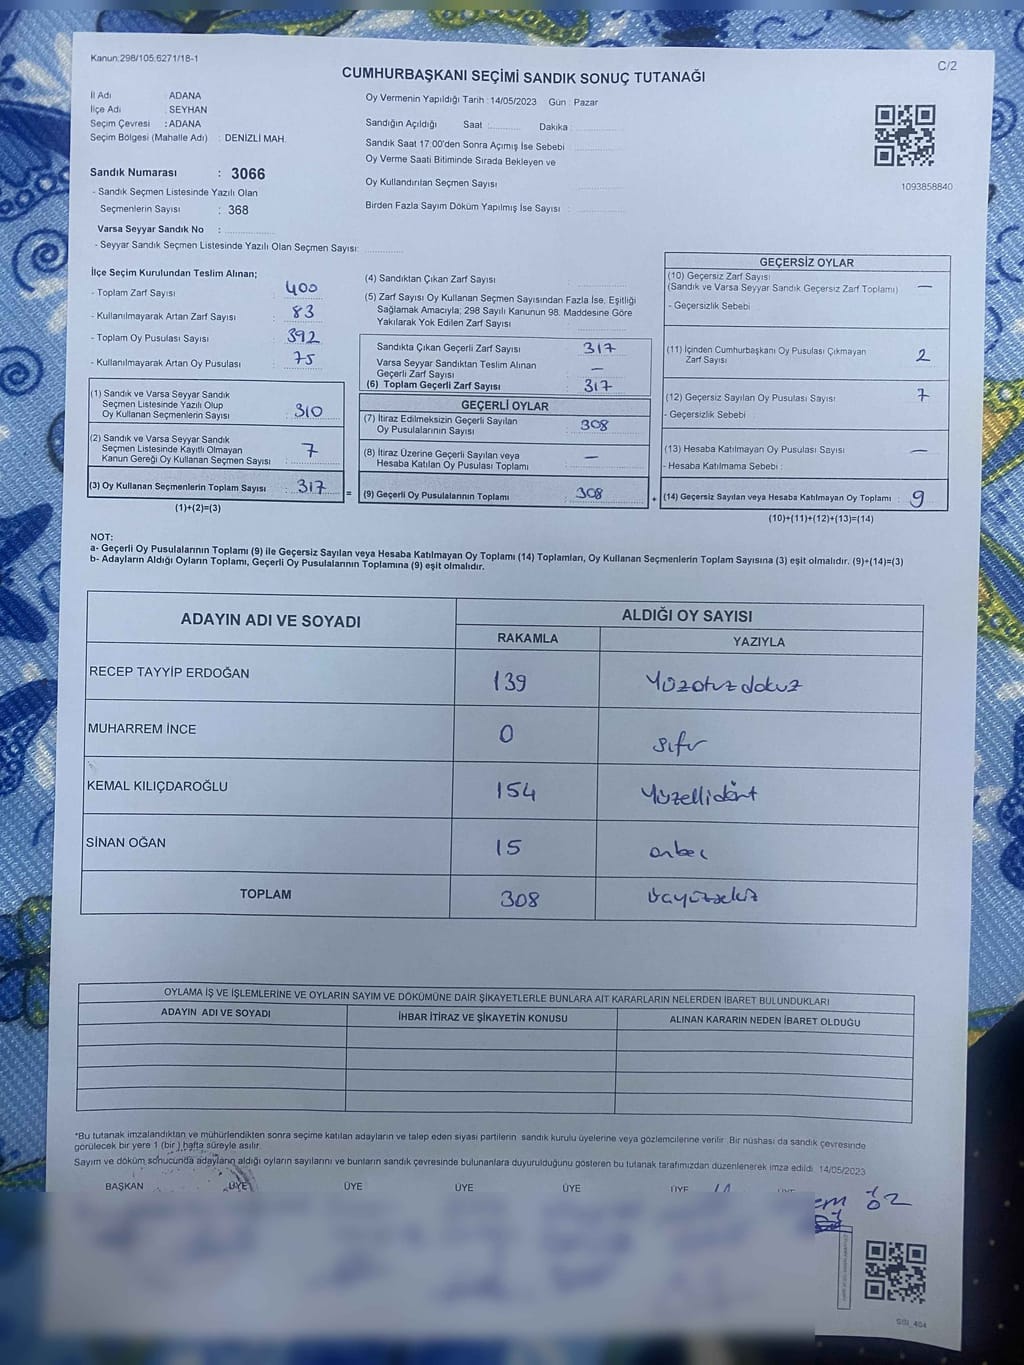 Kanun:298/105,6271/18-1
C/2
CUMHURBAŞKANI SEÇİMİ SANDIK SONUÇ TUTANAĞI
İl Adı : ADANA
İlçe Adı : SEYHAN
Seçim Çevresi : ADANA
Seçim Bölgesi (Mahalle Adı) : DENİZLİ MAH.
Oy Vermenin Yapıldığı Tarih : 14/05/2023 Gün : Pazar
Sandığın Açıldığı Saat :.......... Dakika :..........
Sandık Saat 17:00'den Sonra Açımış İse Sebebi :..........
Oy Verme Saati Bitiminde Sırada Bekleyen ve
Oy Kullandırılan Seçmen Sayısı ..........
Birden Fazla Sayım Döküm Yapılmış İse Sayısı : ..........
1093858840
Sandık Numarası : 3066
- Sandık Seçmen Listesinde Yazılı Olan
Seçmenlerin Sayısı : 368
Varsa Seyyar Sandık No : ..........
- Seyyar Sandık Seçmen Listesinde Yazılı Olan Seçmen Sayısı: ..........
İlçe Seçim Kurulundan Teslim Alınan;
- Toplam Zarf Sayısı : 400
- Kullanılmayarak Artan Zarf Sayısı : 83
- Toplam Oy Pusulası Sayısı : 392
- Kullanılmayarak Artan Oy Pusulası : 75
(1) Sandık ve Varsa Seyyar Sandık
Seçmen Listesinde Yazılı Olup
Oy Kullanan Seçmenlerin Sayısı : 310
(2) Sandık ve Varsa Seyyar Sandık
Seçmen Listesinde Kayıtlı Olmayan
Kanun Gereği Oy Kullanan Seçmen Sayısı : 7
(3) Oy Kullanan Seçmenlerin Toplam Sayısı : 317 =
(1)+(2)=(3)
(4) Sandıktan Çıkan Zarf Sayısı : ..........
(5) Zarf Sayısı Oy Kullanan Seçmen Sayısından Fazla İse, Eşitliği
Sağlamak Amacıyla; 298 Sayılı Kanunun 98. Maddesine Göre
Yakılarak Yok Edilen Zarf Sayısı : ..........
Sandıkta Çıkan Geçerli Zarf Sayısı : 317
Varsa Seyyar Sandıktan Teslim Alınan
Geçerli Zarf Sayısı : —
(6) Toplam Geçerli Zarf Sayısı : 317
GEÇERLİ OYLAR
(7) İtiraz Edilmeksizin Geçerli Sayılan
Oy Pusulalarının Sayısı : 308
(8) İtiraz Üzerine Geçerli Sayılan veya
Hesaba Katılan Oy Pusulası Toplamı : —
(9) Geçerli Oy Pusulalarının Toplamı : 308 +
GEÇERSİZ OYLAR
(10) Geçersiz Zarf Sayısı
(Sandık ve Varsa Seyyar Sandık Geçersiz Zarf Toplamı) : —
- Geçersizlik Sebebi :
(11) İçinden Cumhurbaşkanı Oy Pusulası Çıkmayan
Zarf Sayısı : 2
(12) Geçersiz Sayılan Oy Pusulası Sayısı : 7
- Geçersizlik Sebebi :
(13) Hesaba Katılmayan Oy Pusulası Sayısı : —
- Hesaba Katılmama Sebebi :
(14) Geçersiz Sayılan veya Hesaba Katılmayan Oy Toplamı : 9
(10)+(11)+(12)+(13)=(14)
NOT:
a- Geçerli Oy Pusulalarının Toplamı (9) ile Geçersiz Sayılan veya Hesaba Katılmayan Oy Toplamı (14) Toplamları, Oy Kullanan Seçmenlerin Toplam Sayısına (3) eşit olmalıdır. (9)+(14)=(3)
b- Adayların Aldığı Oyların Toplamı, Geçerli Oy Pusulalarının Toplamına (9) eşit olmalıdır.
ADAYIN ADI VE SOYADI
ALDIĞI OY SAYISI
RAKAMLA YAZIYLA
RECEP TAYYİP ERDOĞAN 139 Yüzotuzdokuz
MUHARREM İNCE 0 sıfır
KEMAL KILIÇDAROĞLU 154 Yüzellidört
SİNAN OĞAN 15 onbeş
TOPLAM 308 üçyüzsekiz
OYLAMA İŞ VE İŞLEMLERİNE VE OYLARIN SAYIM VE DÖKÜMÜNE DAİR ŞİKAYETLERLE BUNLARA AİT KARARLARIN NELERDEN İBARET BULUNDUKLARI
ADAYIN ADI VE SOYADI İHBAR İTİRAZ VE ŞİKAYETİN KONUSU ALINAN KARARIN NEDEN İBARET OLDUĞU
*Bu tutanak imzalandıktan ve mühürlendikten sonra seçime katılan adayların ve talep eden siyasi partilerin sandık kurulu üyelerine veya gözlemcilerine verilir. Bir nüshası da sandık çevresinde
görülecek bir yere 1 (bir ) hafta süreyle asılır.
Sayım ve döküm sonucunda adayların aldığı oyların sayılarını ve bunların sandık çevresinde bulunanlara duyurulduğunu gösteren bu tutanak tarafımızdan düzenlenerek imza edildi. 14/05/2023
BAŞKAN ÜYE ÜYE ÜYE ÜYE ÜYE